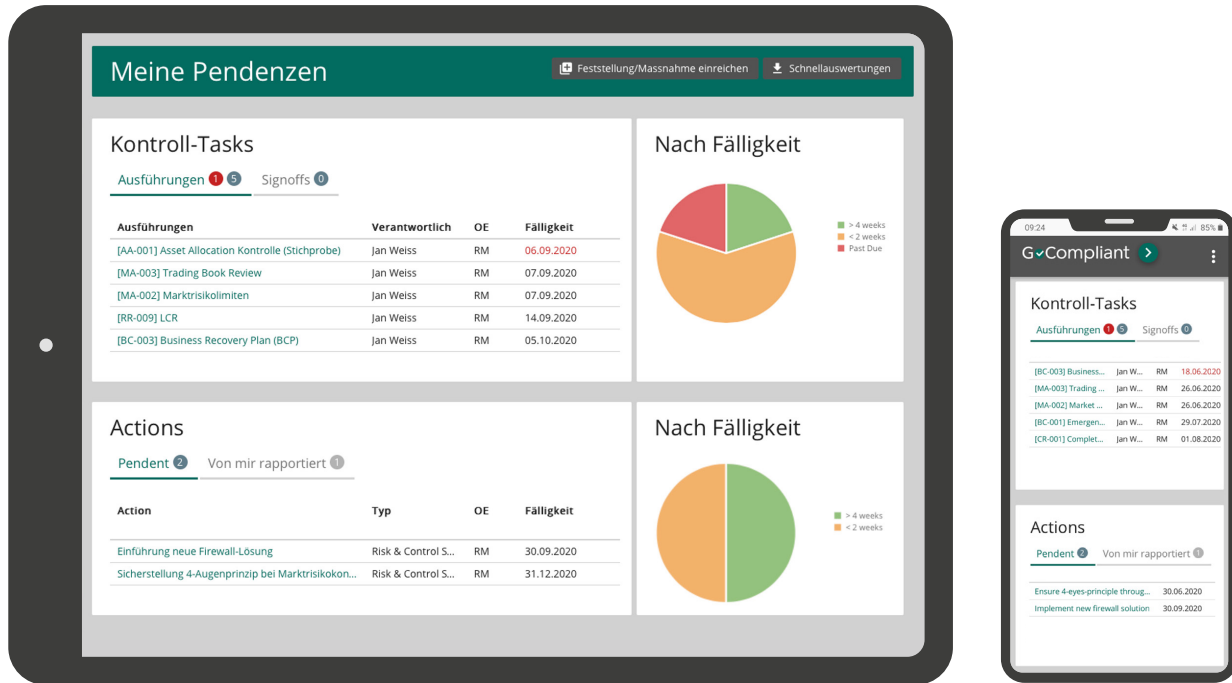 Meine Pendenzen
Feststellung/Massnahme einreichen
Schnellauswertungen
Kontroll-Tasks
Ausführungen 1 5 Signoffs 0
Ausführungen Verantwortlich OE Fälligkeit
[AA-001] Asset Allocation Kontrolle (Stichprobe) Jan Weiss RM 06.09.2020
[MA-003] Trading Book Review Jan Weiss RM 07.09.2020
[MA-002] Marktrisikolimiten Jan Weiss RM 07.09.2020
[RR-009] LCR Jan Weiss RM 14.09.2020
[BC-003] Business Recovery Plan (BCP) Jan Weiss RM 05.10.2020
Nach Fälligkeit
> 4 weeks
< 2 weeks
Past Due
Actions
Pendent 2 Von mir rapportiert 1
Action Typ OE Fälligkeit
Einführung neue Firewall-Lösung Risk & Control S... RM 30.09.2020
Sicherstellung 4-Augenprinzip bei Marktrisikokon... Risk & Control S... RM 31.12.2020
Nach Fälligkeit
> 4 weeks
< 2 weeks
09:24 85%
GoCompliant
Kontroll-Tasks
Ausführungen 1 5 Signoffs 0
[BC-003] Business... Jan W... RM 18.06.2020
[MA-003] Trading ... Jan W... RM 26.06.2020
[MA-002] Market ... Jan W... RM 26.06.2020
[BC-001] Emergen... Jan W... RM 29.07.2020
[CR-001] Complet... Jan W... RM 01.08.2020
Actions
Pendent 2 Von mir rapportiert 1
Ensure 4-eyes-principle throug... 30.06.2020
Implement new firewall solution 30.09.2020